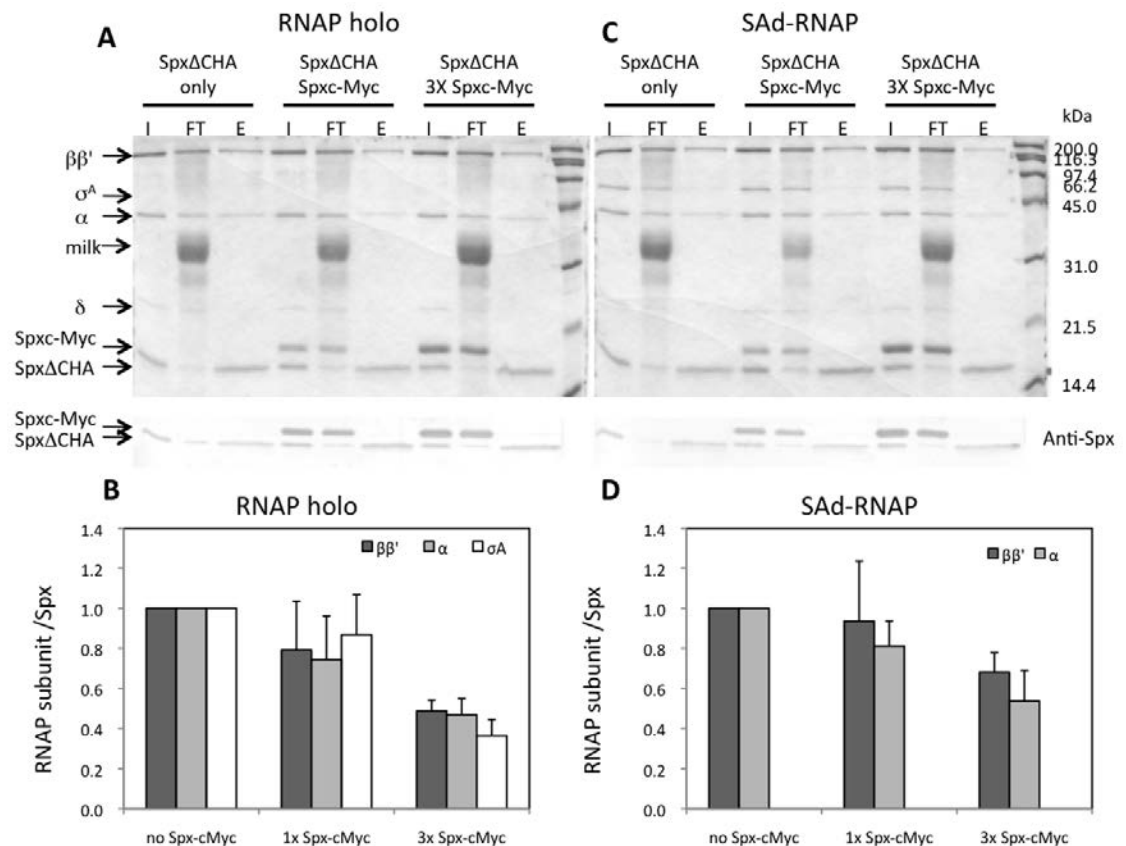 A
RNAP holo
SpxΔCHA only
SpxΔCHA Spxc-Myc
SpxΔCHA 3X Spxc-Myc
I FT E I FT E I FT E
ββ'
σA
α
milk
δ
Spxc-Myc
SpxΔCHA
Spxc-Myc
SpxΔCHA
C
SAd-RNAP
SpxΔCHA only
SpxΔCHA Spxc-Myc
SpxΔCHA 3X Spxc-Myc
I FT E I FT E I FT E
kDa
200.0
116.3
97.4
66.2
45.0
31.0
21.5
14.4
Anti-Spx
B
RNAP holo
ββ' α σA
RNAP subunit /Spx
1.4
1.2
1.0
0.8
0.6
0.4
0.2
0.0
no Spx-cMyc 1x Spx-cMyc 3x Spx-cMyc
D
SAd-RNAP
ββ' α
RNAP subunit /Spx
1.4
1.2
1.0
0.8
0.6
0.4
0.2
0.0
no Spx-cMyc 1x Spx-cMyc 3x Spx-cMyc